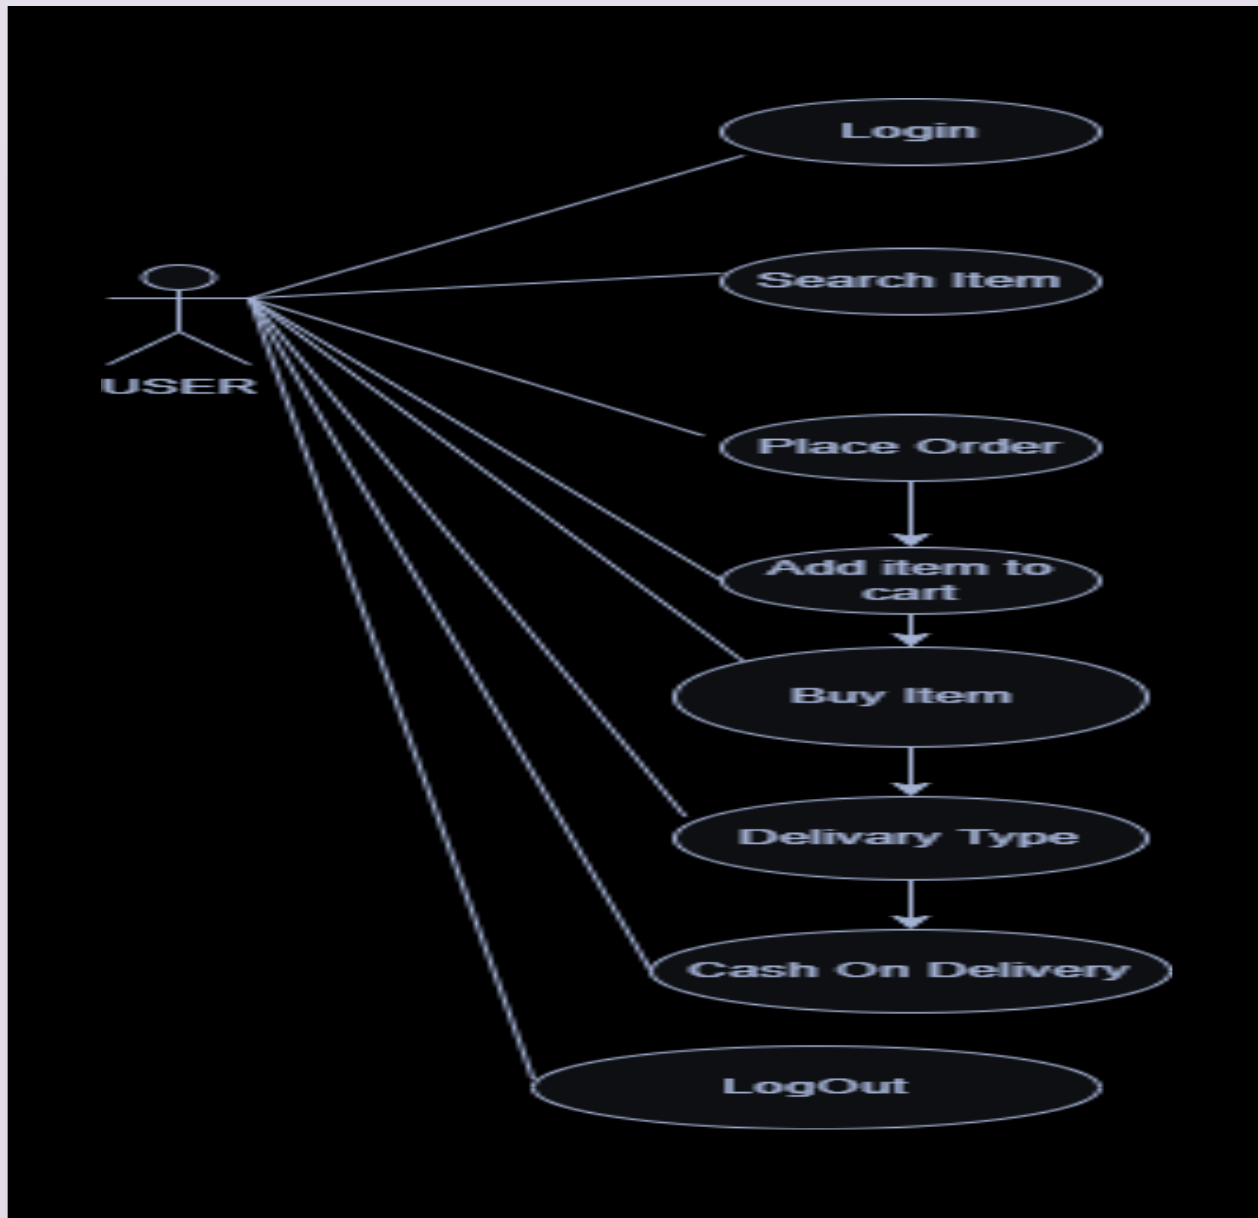 Login
Search Item
USER
Place Order
Add item to
cart
Buy Item
Delivary Type
Cash On Delivery
LogOut